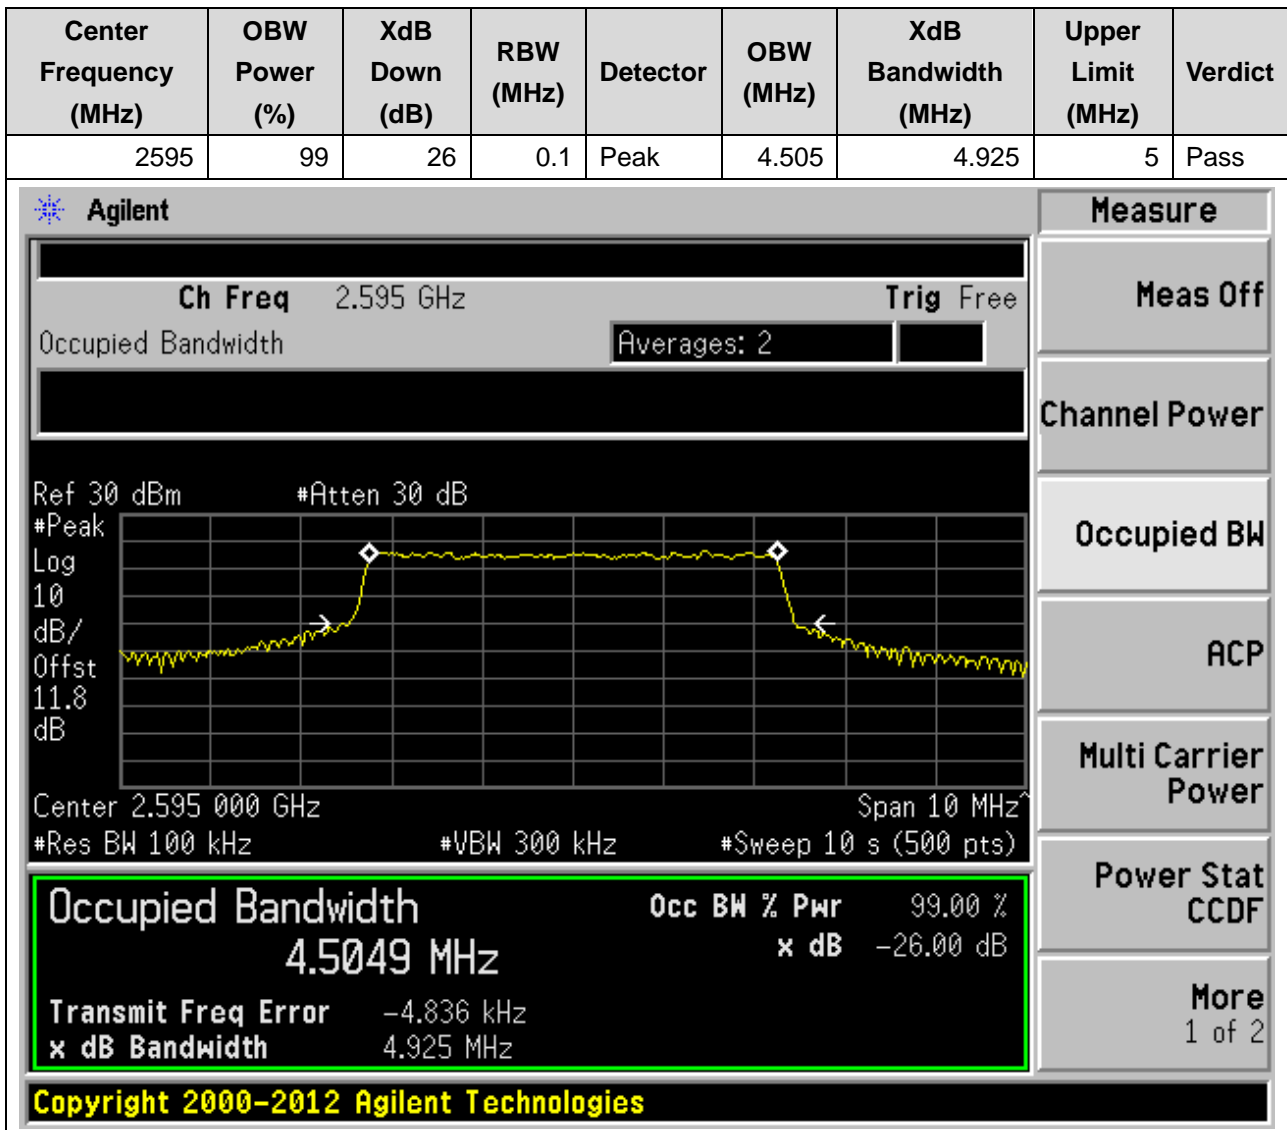 Center Frequency (MHz) OBW Power (%) XdB Down (dB) RBW (MHz) Detector OBW (MHz) XdB Bandwidth (MHz) Upper Limit (MHz) Verdict
2595 99 26 0.1 Peak 4.505 4.925 5 Pass
Agilent
Measure
Ch Freq 2.595 GHz Trig Free
Meas Off
Occupied Bandwidth Averages: 2
Channel Power
Ref 30 dBm #Atten 30 dB
#Peak
Log
10
dB/
Offst
11.8
dB
Occupied BW
ACP
Multi Carrier
Power
Center 2.595 000 GHz Span 10 MHz^
#Res BW 100 kHz #VBW 300 kHz #Sweep 10 s (500 pts)
Power Stat
CCDF
Occupied Bandwidth Occ BW % Pwr 99.00 %
4.5049 MHz x dB -26.00 dB
Transmit Freq Error -4.836 kHz
x dB Bandwidth 4.925 MHz
More
1 of 2
Copyright 2000-2012 Agilent Technologies